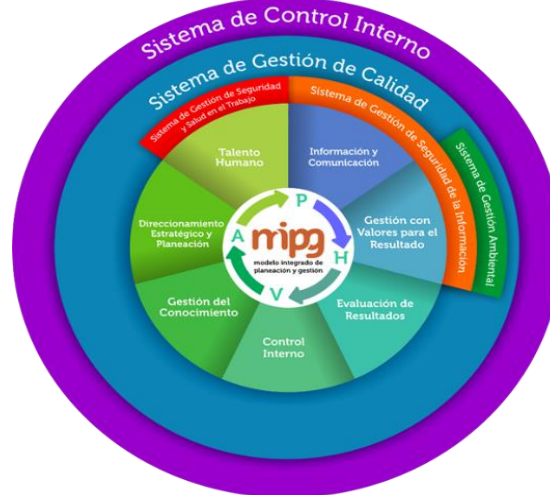 Sistema de Control Interno
Sistema de Gestión de Calidad
Sistema de Gestión de Seguridad
y Salud en el Trabajo
Sistema de Gestión de Seguridad de la Información
Sistema de Gestión Ambiental
Talento
Humano
Información y
Comunicación
Direccionamiento
Estratégico y
Planeación
Gestión con
Valores para el
Resultado
Gestión del
Conocimiento
Evaluación de
Resultados
Control
Interno
P
H
V
A
mipg
modelo integrado de
planeación y gestión